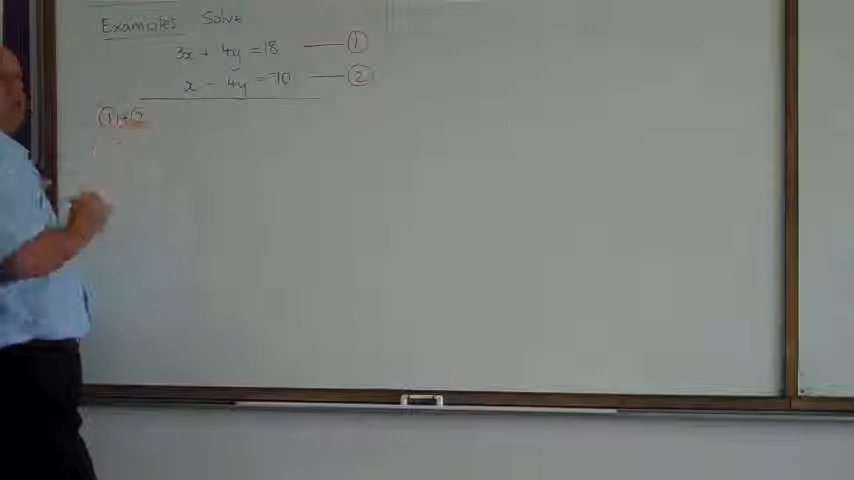 Examples Solve
3x + 4y = 18 —— ①
x - 4y = -10 —— ②
① + ②